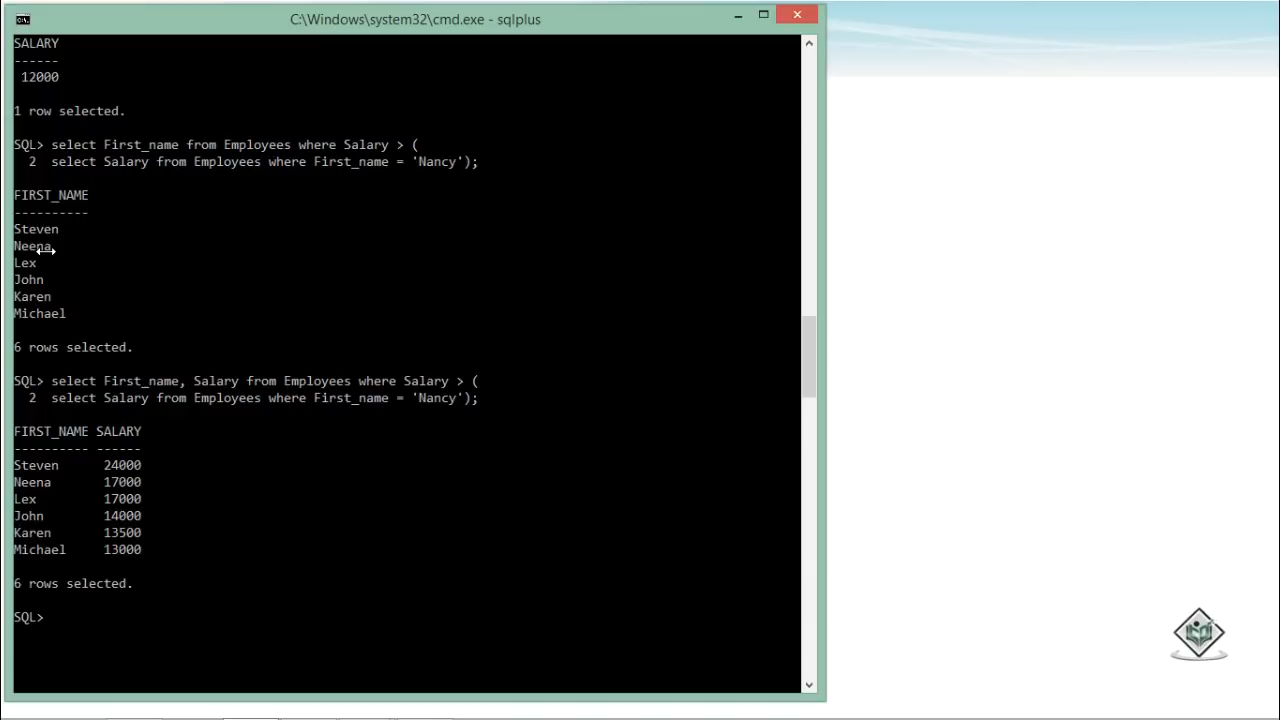 C:\Windows\system32\cmd.exe - sqlplus
SALARY
------
12000
1 row selected.
SQL> select First_name from Employees where Salary > (
2 select Salary from Employees where First_name = 'Nancy');
FIRST_NAME
----------
Steven
Neena
Lex
John
Karen
Michael
6 rows selected.
SQL> select First_name, Salary from Employees where Salary > (
2 select Salary from Employees where First_name = 'Nancy');
FIRST_NAME SALARY
---------- ------
Steven 24000
Neena 17000
Lex 17000
John 14000
Karen 13500
Michael 13000
6 rows selected.
SQL>